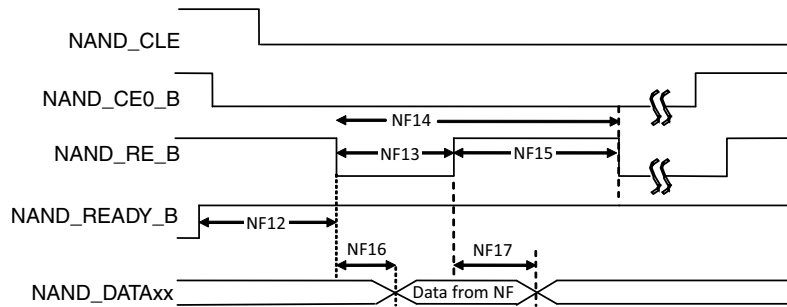 NAND_CLE
NAND_CE0_B
NF14
NAND_RE_B
NF13
NF15
NAND_READY_B
NF12
NF16
NF17
NAND_DATAxx
Data from NF